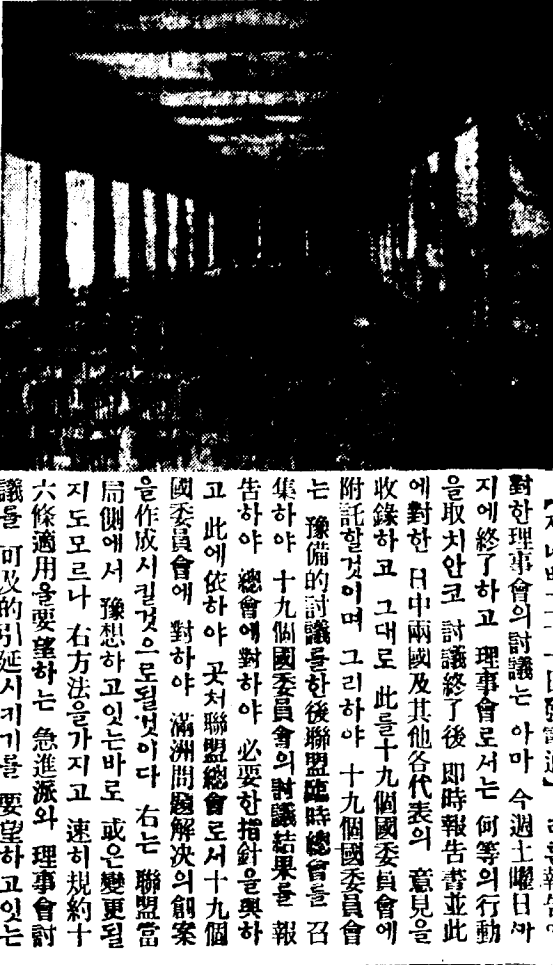 對한理事會의討議는 아마 今週土曜日까
지에終了하고 理事會로서는 何等의行動
을取치안코 討議終了後 即時報告書並此
에對한 日中兩國及其他各代表의 意見을
收錄하고 그대로 此를十九個國委員會에
附託할것이며 그리하야 十九個國委員會
는 豫備的討議를한後聯盟臨時總會를 召
集하야 十九個國委員會의討議結果를 報
告하야 總會에對하야 必要한指針을與하
고 此에依하야 곳처聯盟總會로서十九個
國委員會에 對하야 滿洲問題解决의創案
을作成시킬것으로될것이다 右는 聯盟當
局側에서 豫想하고잇는바로 或은變更될
지도모르나 右方法을가지고 速히規約十
六條適用을要望하는 急進派와 理事會討
議를 可及的引延시키기를 要望하고잇는